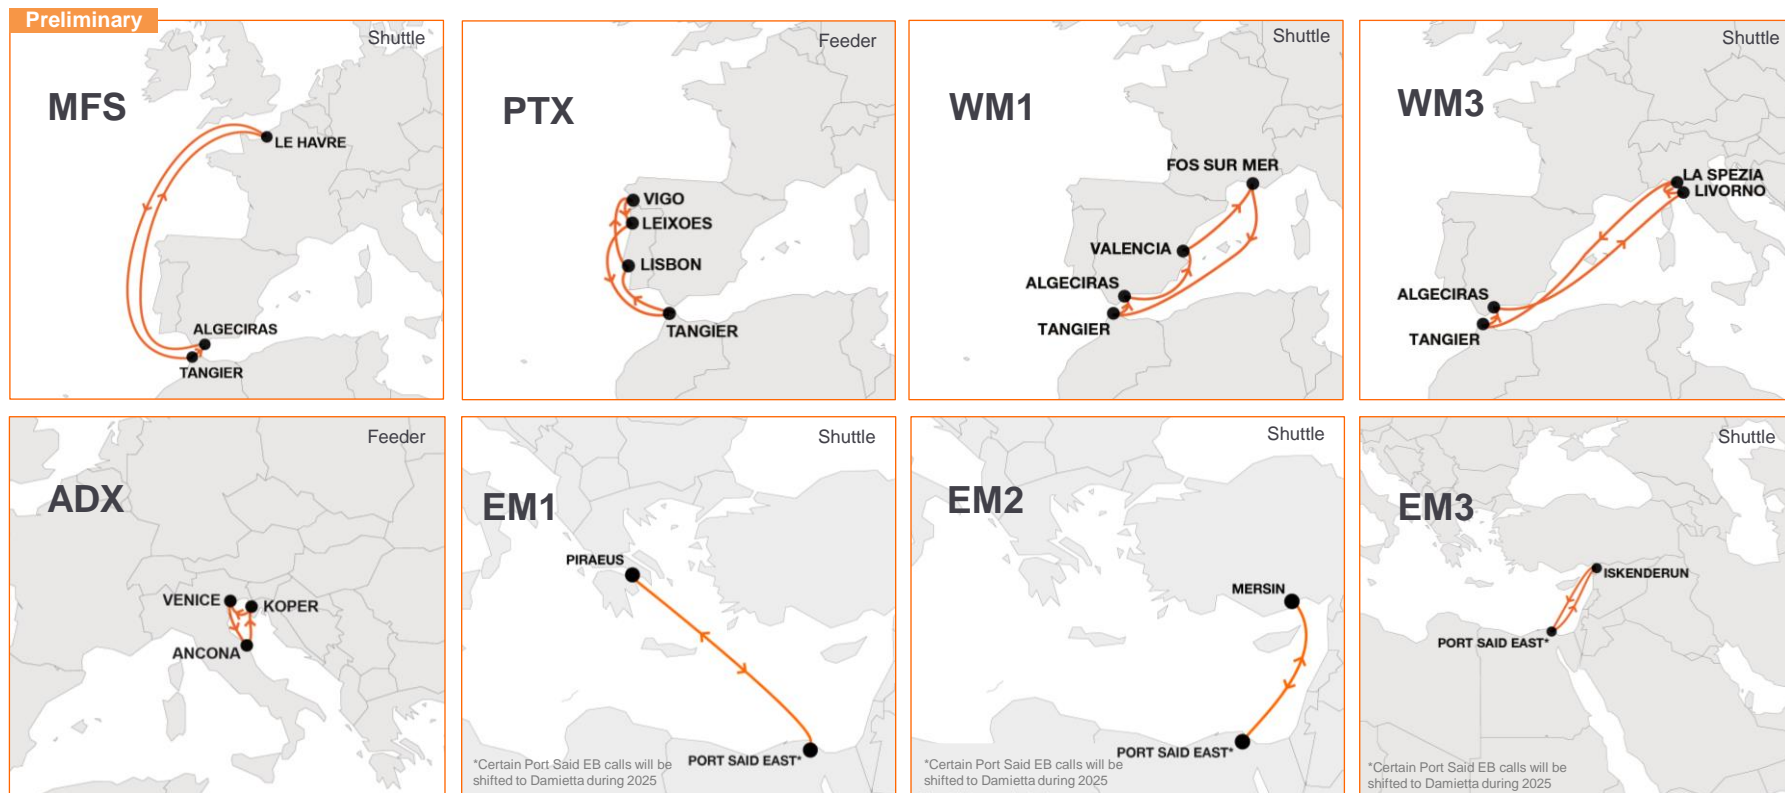 Preliminary
Shuttle
MFS
LE HAVRE
ALGECIRAS
TANGIER
Feeder
PTX
VIGO
LEIXOES
LISBON
TANGIER
Shuttle
WM1
FOS SUR MER
VALENCIA
ALGECIRAS
TANGIER
Shuttle
WM3
LA SPEZIA
LIVORNO
ALGECIRAS
TANGIER
Feeder
ADX
VENICE
KOPER
ANCONA
Shuttle
EM1
PIRAEUS
PORT SAID EAST*
*Certain Port Said EB calls will be
shifted to Damietta during 2025
Shuttle
EM2
MERSIN
PORT SAID EAST*
*Certain Port Said EB calls will be
shifted to Damietta during 2025
Shuttle
EM3
ISKENDERUN
PORT SAID EAST*
*Certain Port Said EB calls will be
shifted to Damietta during 2025